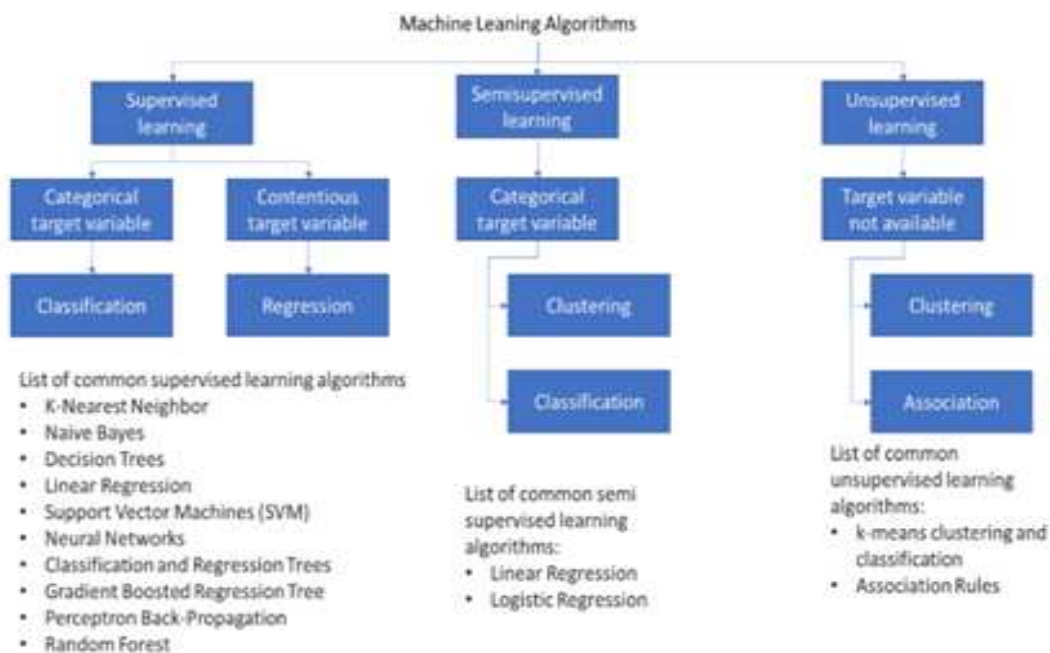 Machine Leaning Algorithms
Supervised
learning
Semisupervised
learning
Unsupervised
learning
Categorical
target variable
Contentious
target variable
Categorical
target variable
Target variable
not available
Classification
Regression
Clustering
Clustering
Classification
Association
List of common supervised learning algorithms
• K-Nearest Neighbor
• Naive Bayes
• Decision Trees
• Linear Regression
• Support Vector Machines (SVM)
• Neural Networks
• Classification and Regression Trees
• Gradient Boosted Regression Tree
• Perceptron Back-Propagation
• Random Forest
List of common semi
supervised learning
algorithms:
• Linear Regression
• Logistic Regression
List of common
unsupervised learning
algorithms:
• k-means clustering and
classification
• Association Rules